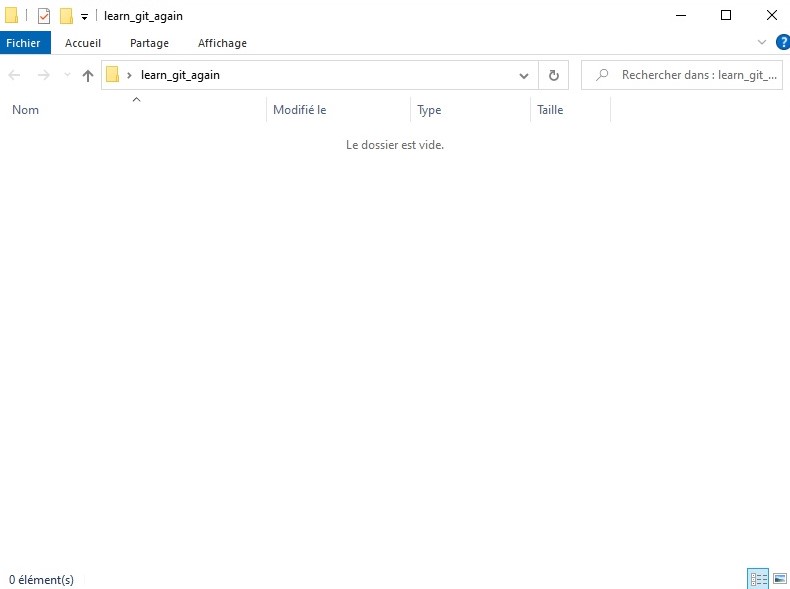 learn_git_again
Fichier Accueil Partage Affichage ?
learn_git_again Rechercher dans : learn_git_...
Nom Modifié le Type Taille
Le dossier est vide.
0 élément(s)